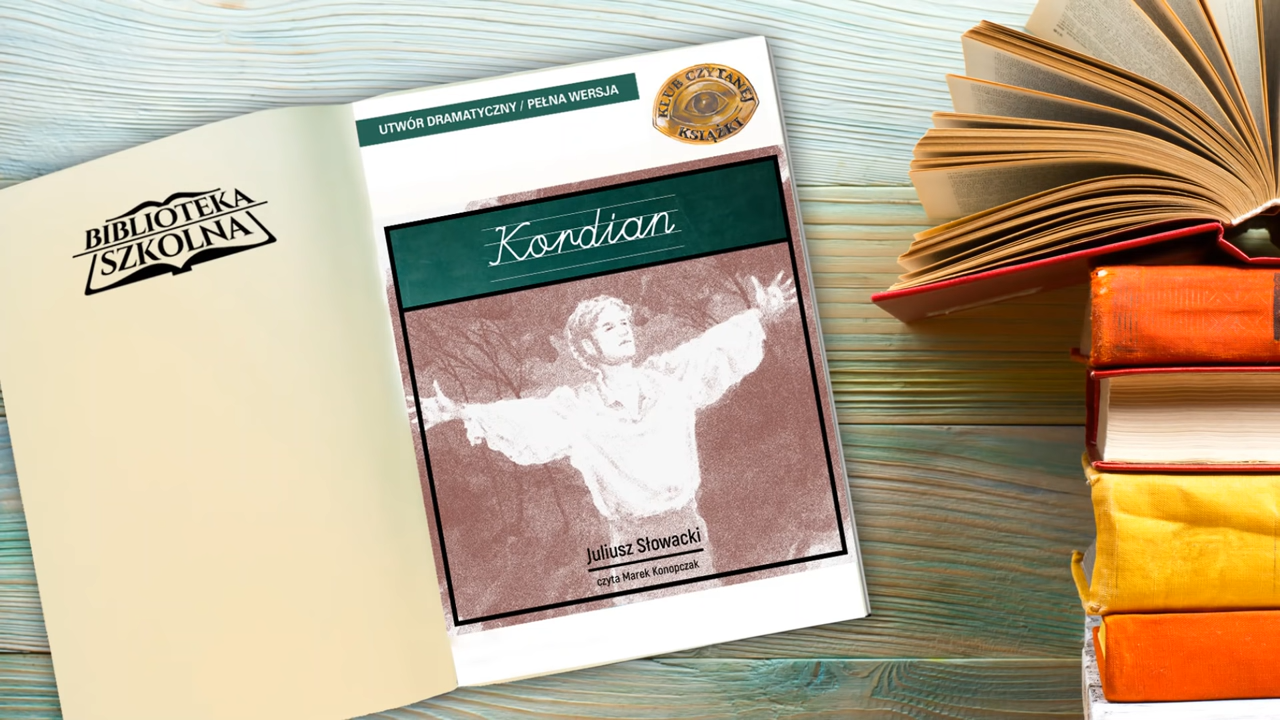 BIBLIOTEKA
SZKOLNA
UTWÓR DRAMATYCZNY / PEŁNA WERSJA
KLUB CZYTANEJ
KSIĄŻKI
Kordian
Juliusz Słowacki
czyta Marek Konopczak